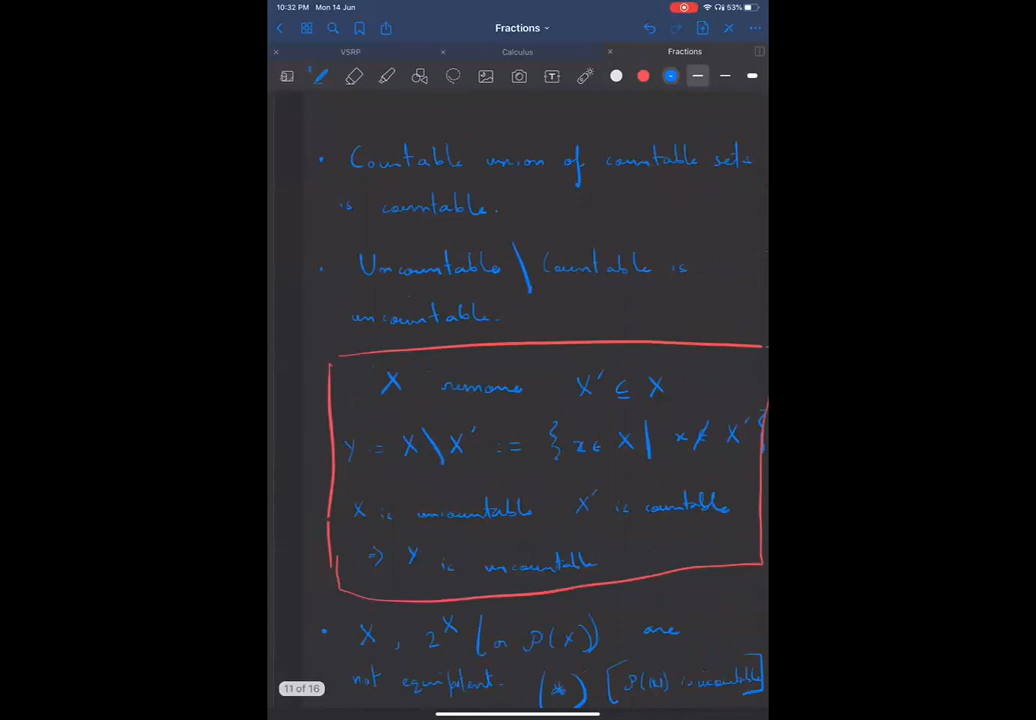 10:32 PM Mon 14 Jun
53%
Fractions
VSRP
Calculus
Fractions
• Countable union of countable sets
is countable.
• Uncountable \ Countable is
uncountable.
X remove X' ⊆ X
Y = X \ X' := { x ∈ X | x ∉ X' }
X is uncountable X' is countable
⇒ Y is uncountable
• X, 2^X (or P(X)) are
not equipotent. (*) [P(N) is uncountable]
11 of 16